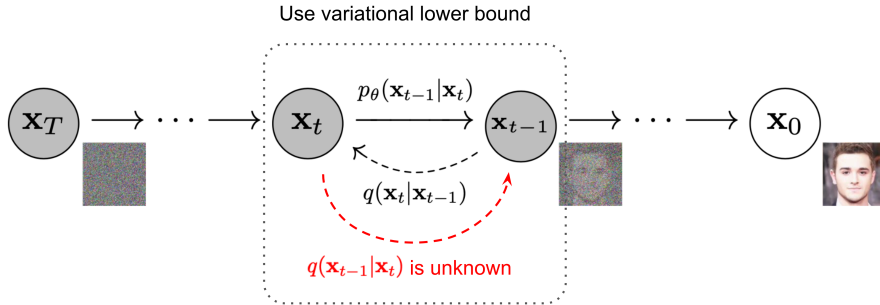 Use variational lower bound
𝐱_T → ⋯ → 𝐱_t p_θ(𝐱_{t−1}|𝐱_t) 𝐱_{t−1} → ⋯ → 𝐱_0
q(𝐱_t|𝐱_{t−1})
q(𝐱_{t−1}|𝐱_t) is unknown